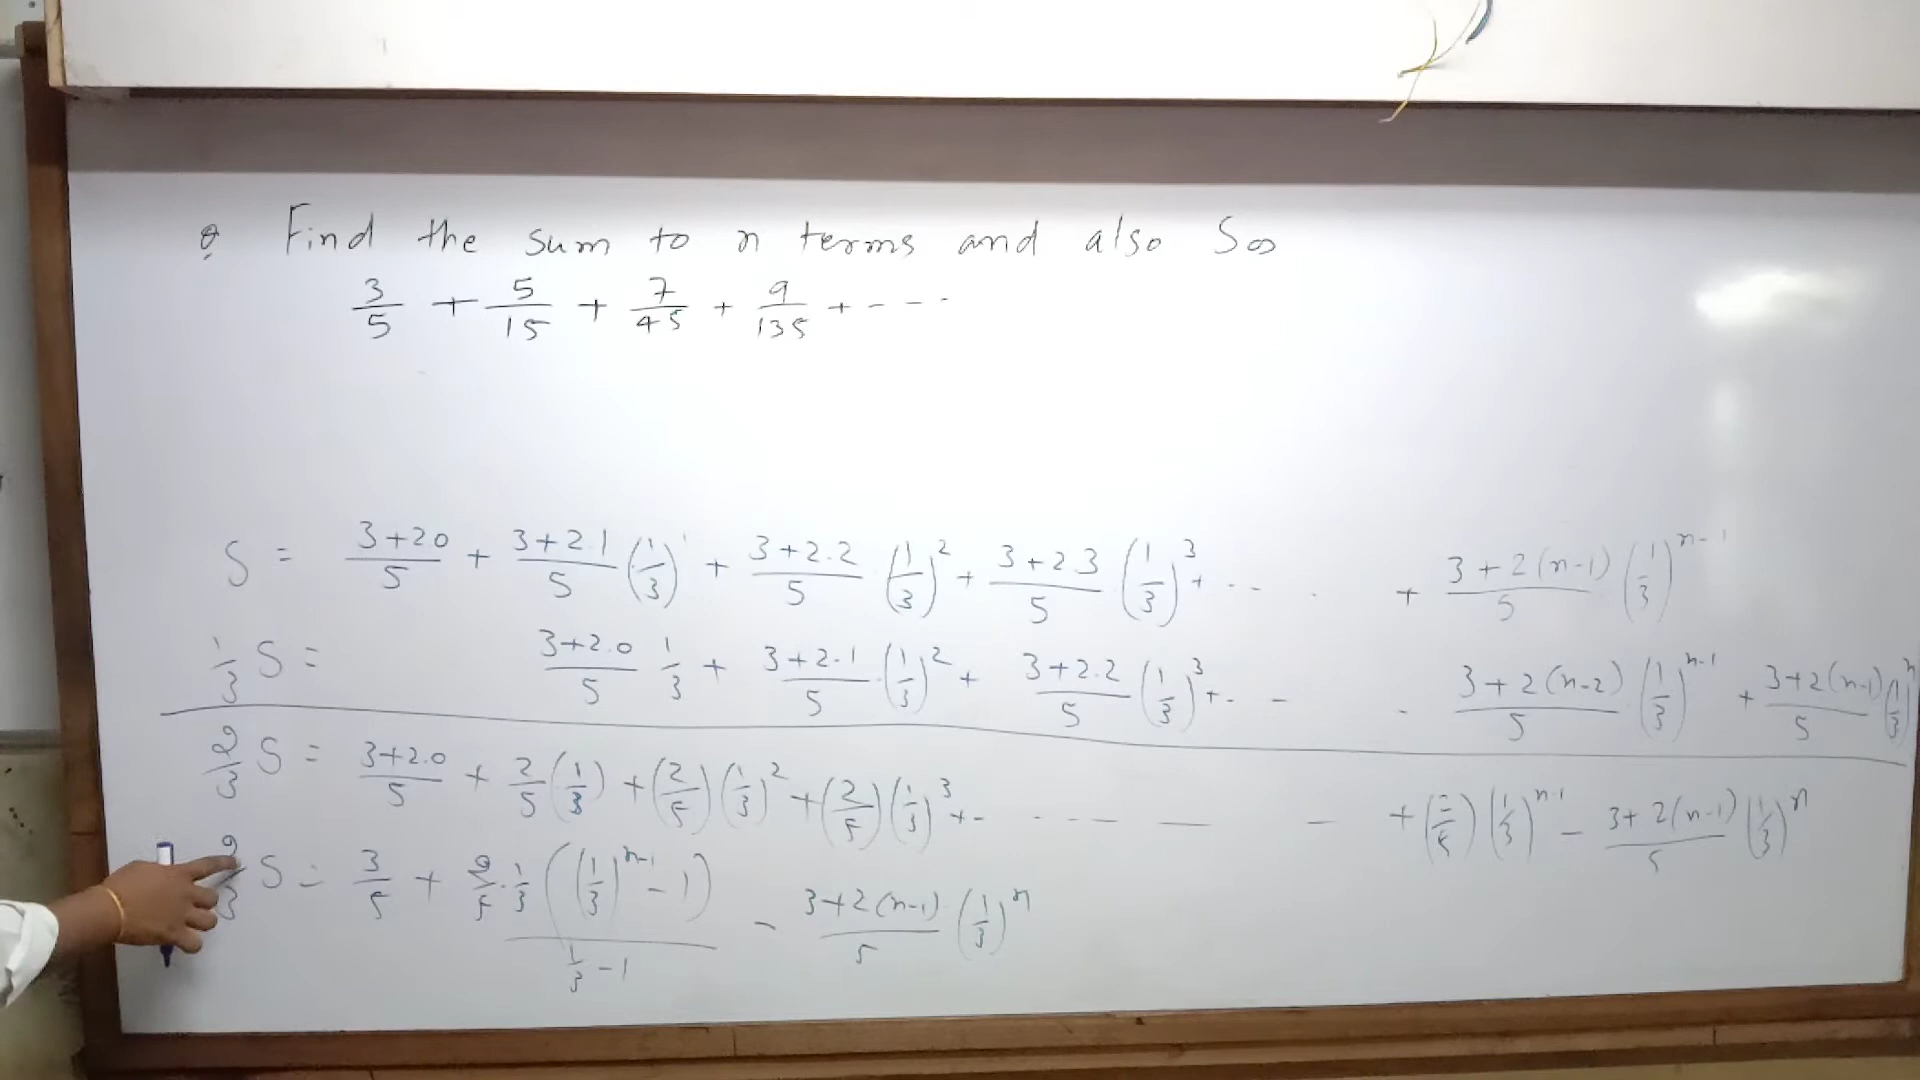 Q Find the sum to n terms and also S∞
3/5 + 5/15 + 7/45 + 9/135 + - - -
S = (3+20)/5 + (3+2.1)/5 (1/3)^1 + (3+2.2)/5 (1/3)^2 + (3+23)/5 (1/3)^3 + - - . . + (3+2(n-1))/5 (1/3)^(n-1)
1/3 S = (3+2.0)/5 1/3 + (3+2.1)/5 (1/3)^2 + (3+2.2)/5 (1/3)^3 + - - - (3+2(n-2))/5 (1/3)^(n-1) + (3+2(n-1))/5 (1/3)^n
2/3 S = (3+2.0)/5 + 2/5 (1/3) + (2/5)(1/3)^2 + (2/5)(1/3)^3 + - - - - - - + (2/5)(1/3)^(n-1) - (3+2(n-1))/5 (1/3)^n
2/3 S = 3/5 + (2/5 . 1/3 ((1/3)^(n-1) - 1))/(1/3 - 1) - (3+2(n-1))/5 (1/3)^n